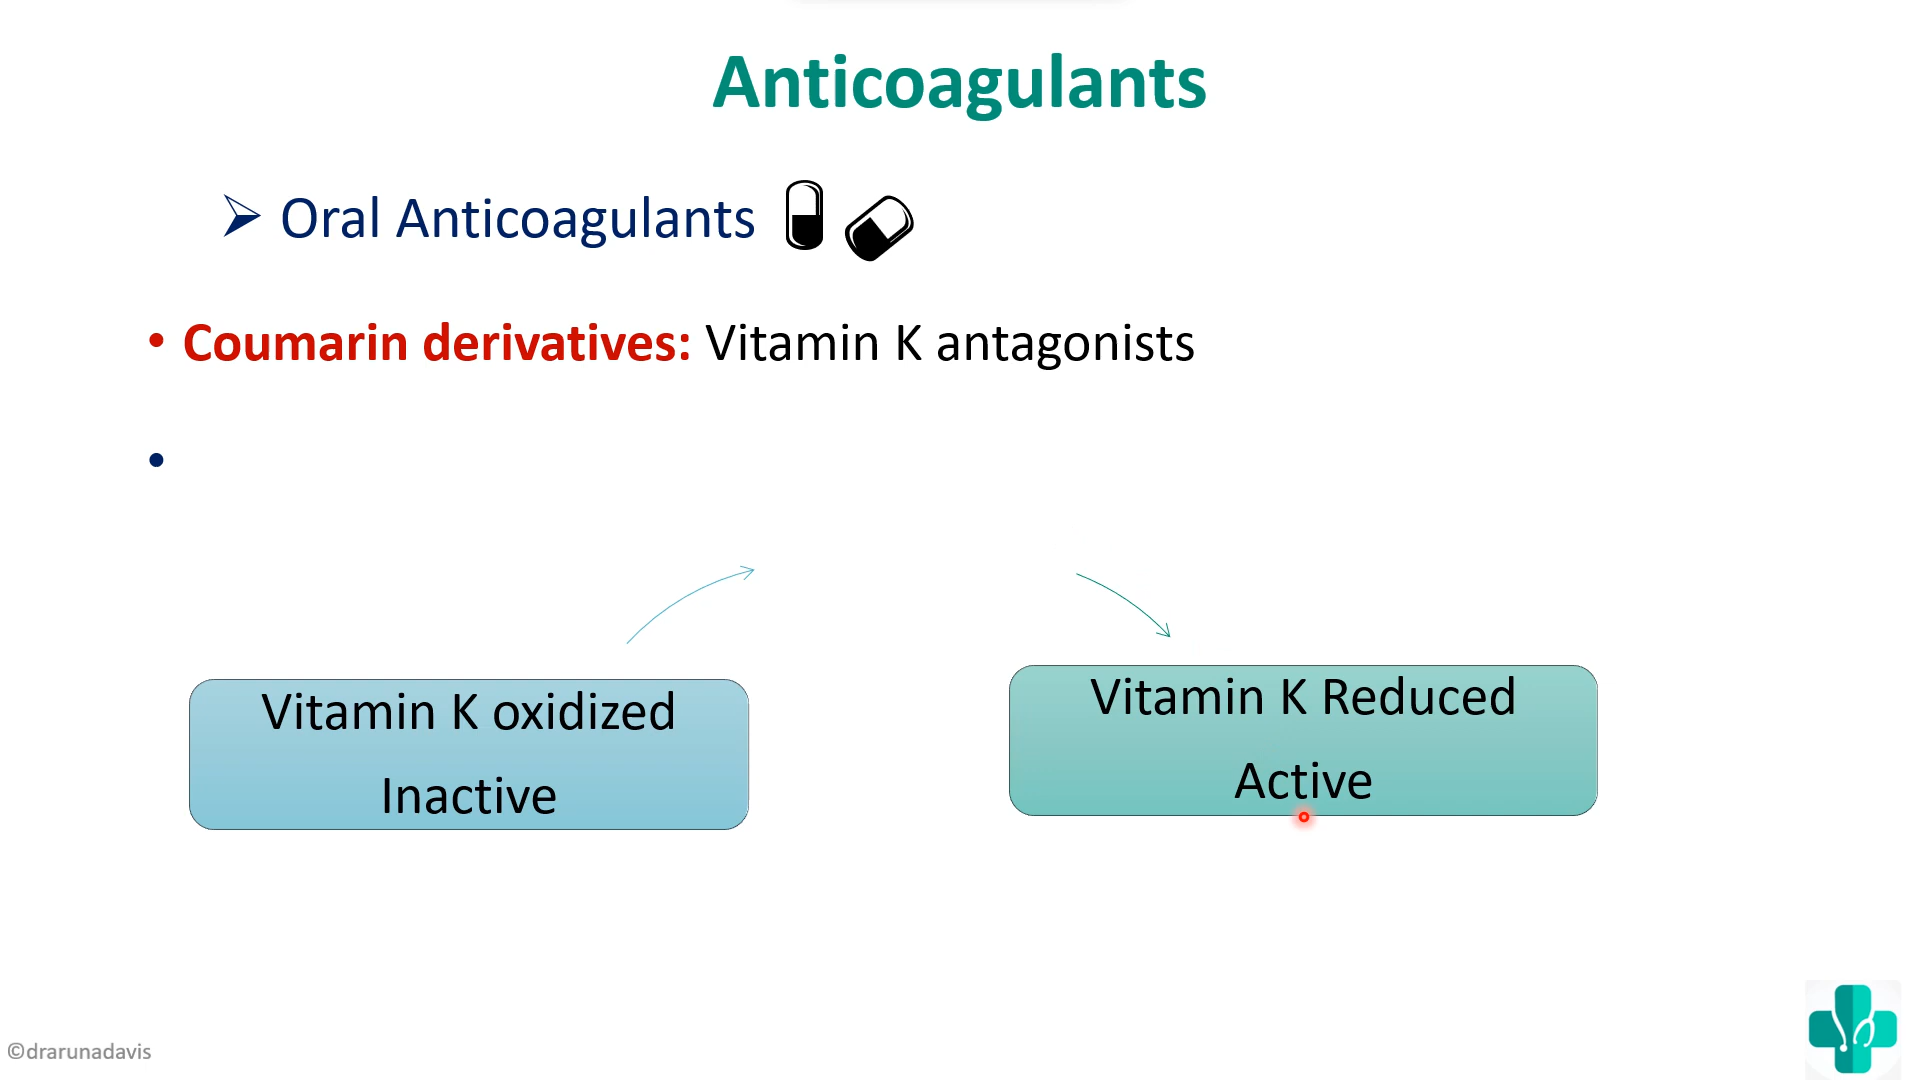 Anticoagulants
➢ Oral Anticoagulants
• Coumarin derivatives: Vitamin K antagonists
•
Vitamin K oxidized
Inactive
Vitamin K Reduced
Active
©drarunadavis